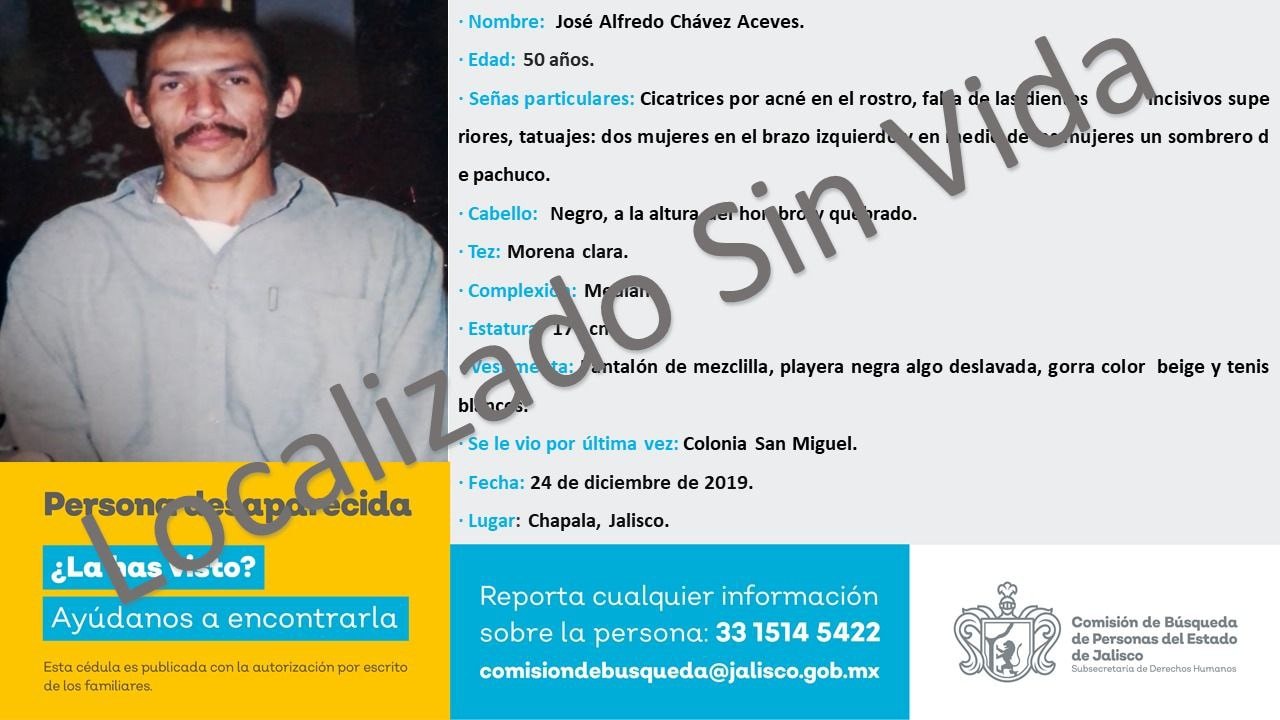 · Nombre: José Alfredo Chávez Aceves.
· Edad: 50 años.
· Señas particulares: Cicatrices por acné en el rostro, falta de las dientes incisivos supe
riores, tatuajes: dos mujeres en el brazo izquierdo y en medio de las mujeres un sombrero d
e pachuco.
· Cabello: Negro, a la altura del hombro y quebrado.
· Tez: Morena clara.
· Complexión: Mediana
· Estatura: cm
· Vestimenta: Pantalón de mezclilla, playera negra algo deslavada, gorra color beige y tenis
blancos.
· Se le vio por última vez: Colonia San Miguel.
· Fecha: 24 de diciembre de 2019.
· Lugar: Chapala, Jalisco.
Localizado Sin Vida
Persona desaparecida
¿La has visto?
Ayúdanos a encontrarla
Esta cédula es publicada con la autorización por escrito
de los familiares.
Reporta cualquier información
sobre la persona: 33 1514 5422
comisiondebusqueda@jalisco.gob.mx
Comisión de Búsqueda
de Personas del Estado
de Jalisco
Subsecretaría de Derechos Humanos